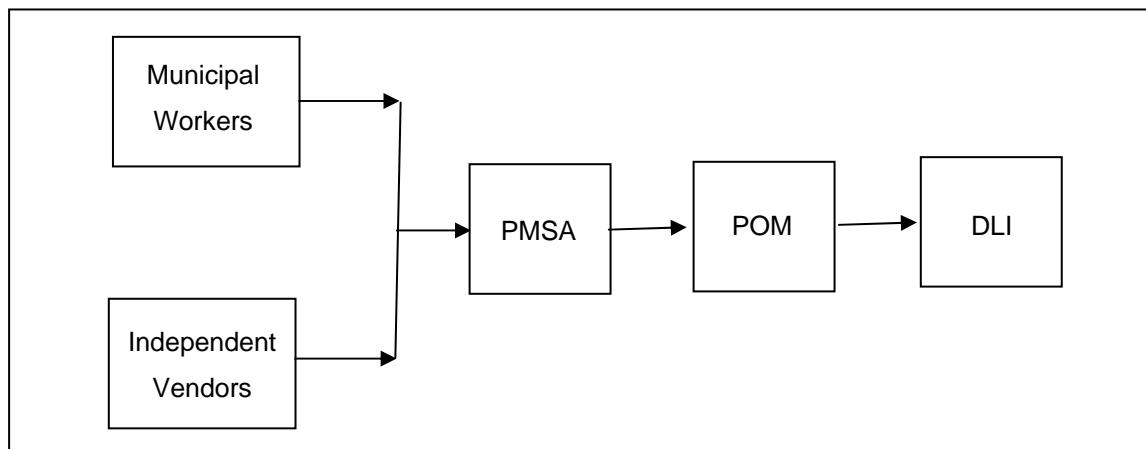 Municipal
Workers
PMSA
POM
DLI
Independent
Vendors